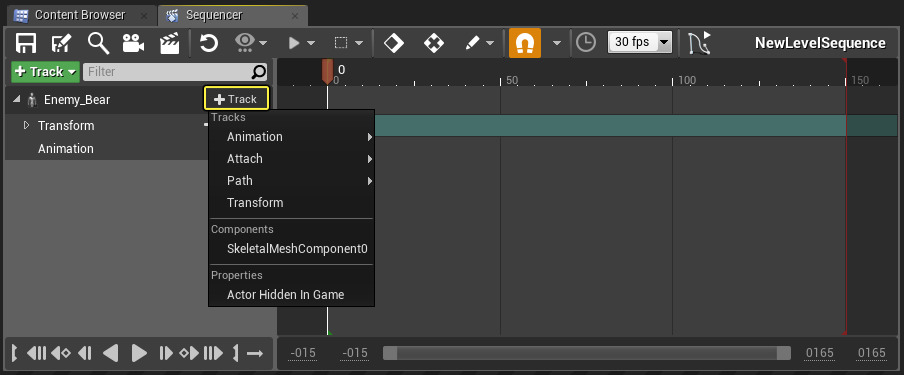 Content Browser
Sequencer
30 fps
NewLevelSequence
Track
Filter
0
0
50
100
150
Enemy_Bear
Track
Transform
Animation
Tracks
Animation
Attach
Path
Transform
Components
SkeletalMeshComponent0
Properties
Actor Hidden In Game
-015
-015
0165
0165